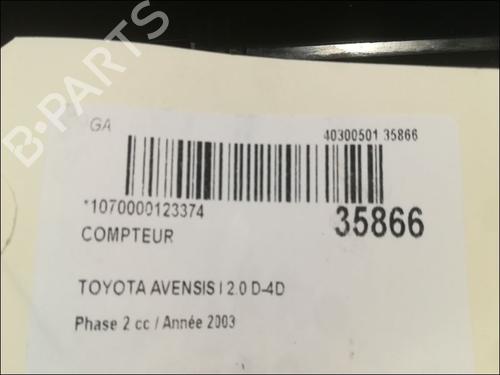 B-PARTS
GA
40300501 35866
*1070000123374
35866
COMPTEUR
TOYOTA AVENSIS I 2.0 D-4D
Phase 2 cc / Année 2003